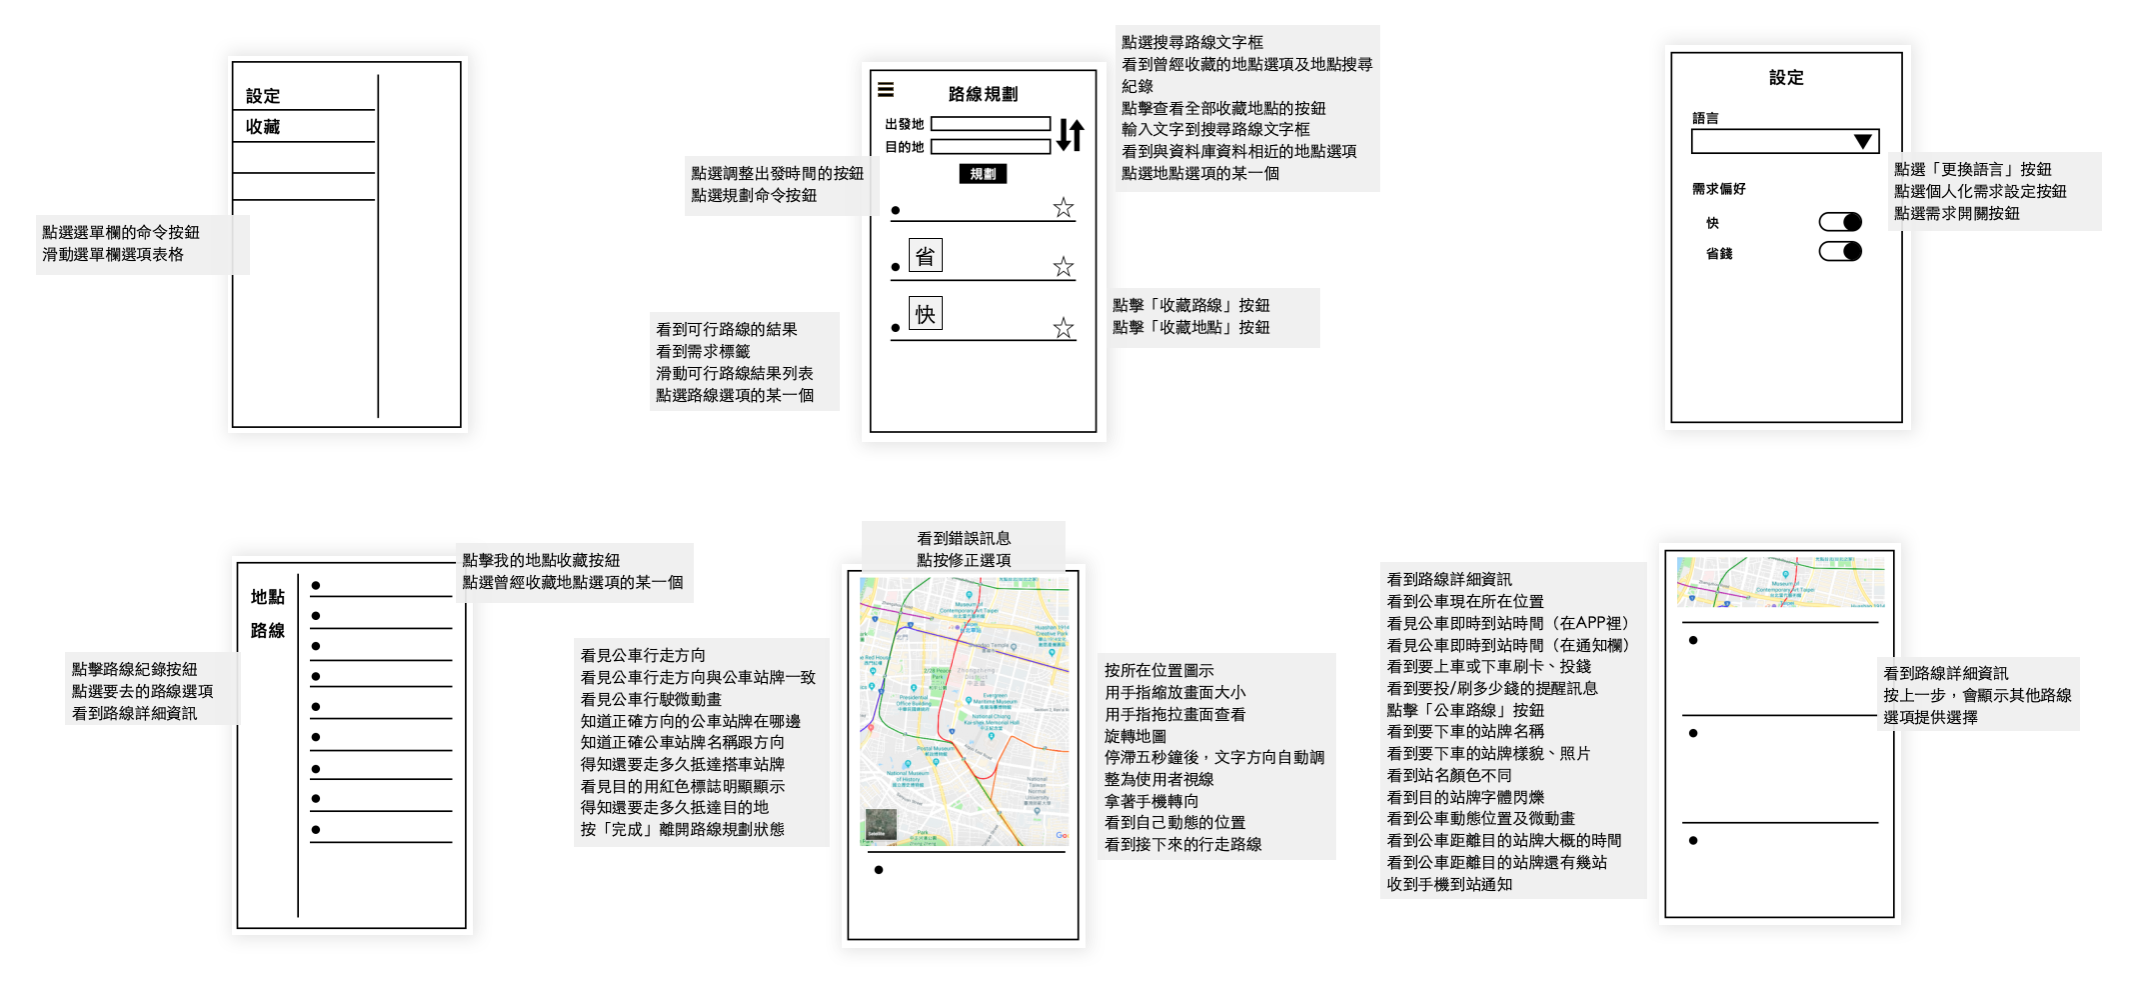 設定
收藏
點選選單欄的命令按鈕
滑動選單欄選項表格
路線規劃
出發地
目的地
規劃
省
快
點選調整出發時間的按鈕
點選規劃命令按鈕
看到可行路線的結果
看到需求標籤
滑動可行路線結果列表
點選路線選項的某一個
點選搜尋路線文字框
看到曾經收藏的地點選項及地點搜尋
紀錄
點擊查看全部收藏地點的按鈕
輸入文字到搜尋路線文字框
看到與資料庫資料相近的地點選項
點選地點選項的某一個
點擊「收藏路線」按鈕
點擊「收藏地點」按鈕
設定
語言
需求偏好
快
省錢
點選「更換語言」按鈕
點選個人化需求設定按鈕
點選需求開關按鈕
地點
路線
點擊我的地點收藏按紐
點選曾經收藏地點選項的某一個
點擊路線紀錄按紐
點選要去的路線選項
看到路線詳細資訊
看到錯誤訊息
點按修正選項
看見公車行走方向
看見公車行走方向與公車站牌一致
看見公車行駛微動畫
知道正確方向的公車站牌在哪邊
知道正確公車站牌名稱跟方向
得知還要走多久抵達搭車站牌
看見目的用紅色標誌明顯顯示
得知還要走多久抵達目的地
按「完成」離開路線規劃狀態
Museum of
Contemporary Art Taipei
Presidential
Office Building
Evergreen
Maritime Museum
National Chiang
Kai-shek Memorial Hall
Postal Museum
National Museum
of History
National
Taiwan
Normal
University
按所在位置圖示
用手指縮放畫面大小
用手指拖拉畫面查看
旋轉地圖
停滯五秒鐘後，文字方向自動調
整為使用者視線
拿著手機轉向
看到自己動態的位置
看到接下來的行走路線
看到路線詳細資訊
看到公車現在所在位置
看見公車即時到站時間（在APP裡）
看見公車即時到站時間（在通知欄）
看到要上車或下車刷卡、投錢
看到要投/刷多少錢的提醒訊息
點擊「公車路線」按鈕
看到要下車的站牌名稱
看到要下車的站牌樣貌、照片
看到站名顏色不同
看到目的站牌字體閃爍
看到公車動態位置及微動畫
看到公車距離目的站牌大概的時間
看到公車距離目的站牌還有幾站
收到手機到站通知
Museum of
Contemporary Art Taipei
看到路線詳細資訊
按上一步，會顯示其他路線
選項提供選擇